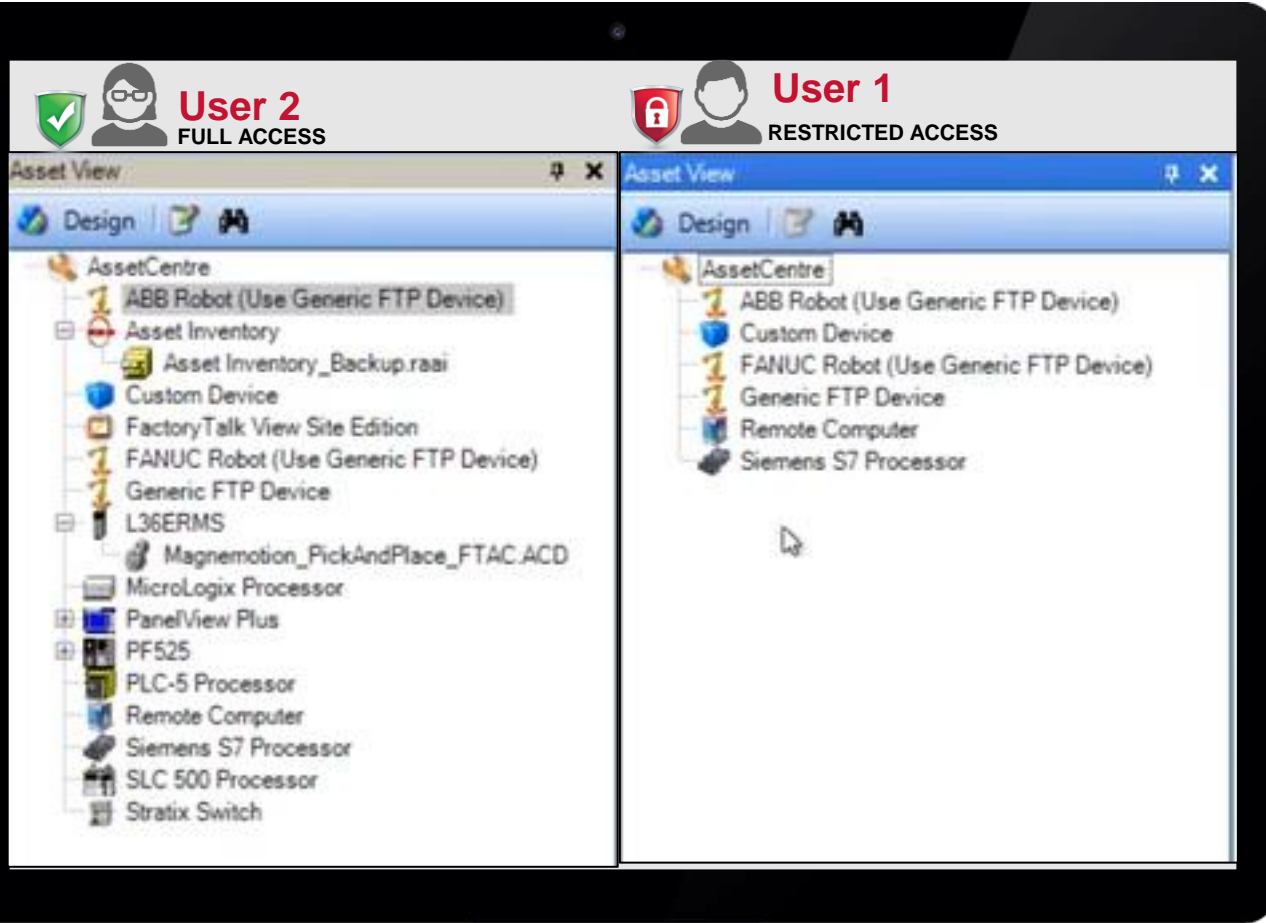 User 2
FULL ACCESS
User 1
RESTRICTED ACCESS
Asset View
Design
AssetCentre
ABB Robot (Use Generic FTP Device)
Asset Inventory
Asset Inventory_Backup.raai
Custom Device
FactoryTalk View Site Edition
FANUC Robot (Use Generic FTP Device)
Generic FTP Device
L36ERMS
Magnemotion_PickAndPlace_FTAC.ACD
MicroLogix Processor
PanelView Plus
PF525
PLC-5 Processor
Remote Computer
Siemens S7 Processor
SLC 500 Processor
Stratix Switch
Asset View
Design
AssetCentre
ABB Robot (Use Generic FTP Device)
Custom Device
FANUC Robot (Use Generic FTP Device)
Generic FTP Device
Remote Computer
Siemens S7 Processor